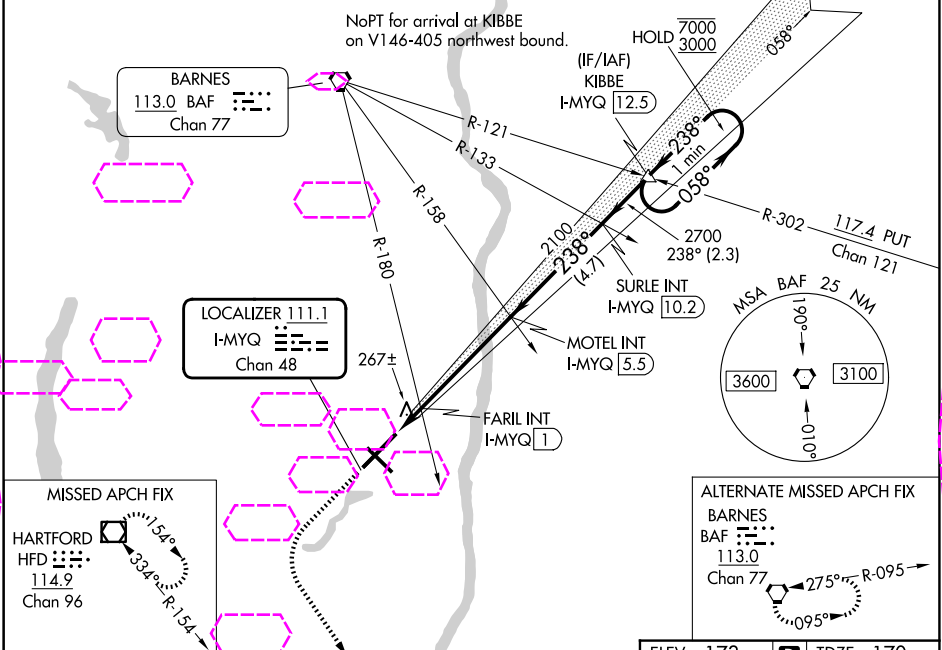 NoPT for arrival at KIBBE
on V146-405 northwest bound.
HOLD 7000
3000
058°
(IF/IAF)
KIBBE
I-MYQ 12.5
BARNES
113.0 BAF
Chan 77
R-121
R-133
R-158
R-180
238°
1 min
058°
R-302
117.4 PUT
Chan 121
2100
238°
(4.7)
2700
238° (2.3)
SURLE INT
I-MYQ 10.2
MOTEL INT
I-MYQ 5.5
FARIL INT
I-MYQ 1
LOCALIZER 111.1
I-MYQ
Chan 48
267±
MSA BAF 25 NM
190°
3600
3100
010°
MISSED APCH FIX
HARTFORD
HFD
114.9
Chan 96
154°
334°
R-154
ALTERNATE MISSED APCH FIX
BARNES
BAF
113.0
Chan 77
275°
R-095
095°
ELEV 173
D
TDZE 170